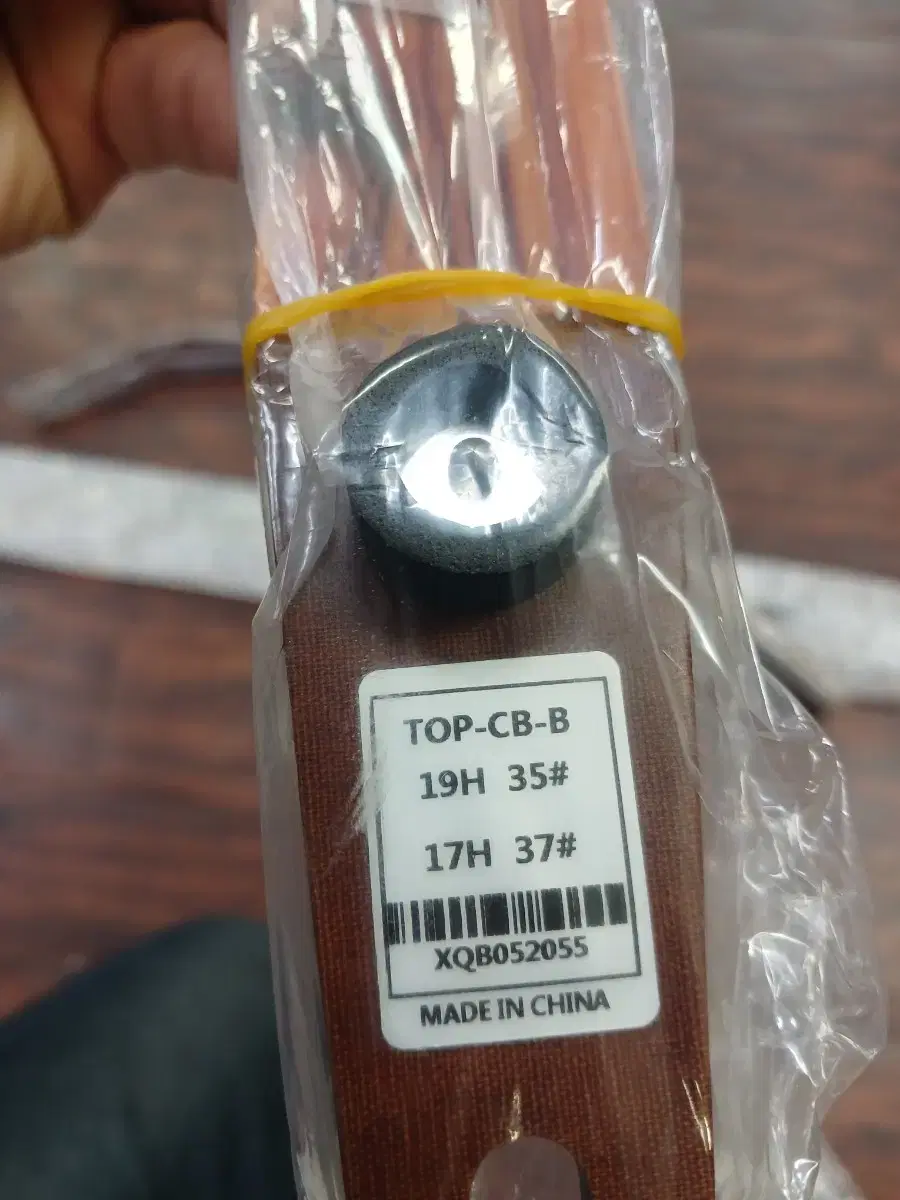 TOP-CB-B
19H 35#
17H 37#
XQB052055
MADE IN CHINA